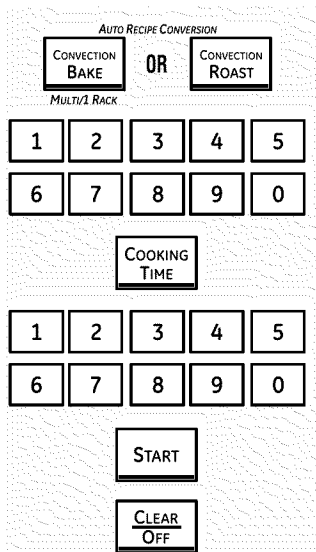 AUTO RECIPE CONVERSION
CONVECTION BAKE OR CONVECTION ROAST
MULTI/1 RACK
1 2 3 4 5
6 7 8 9 0
COOKING TIME
1 2 3 4 5
6 7 8 9 0
START
CLEAR
OFF